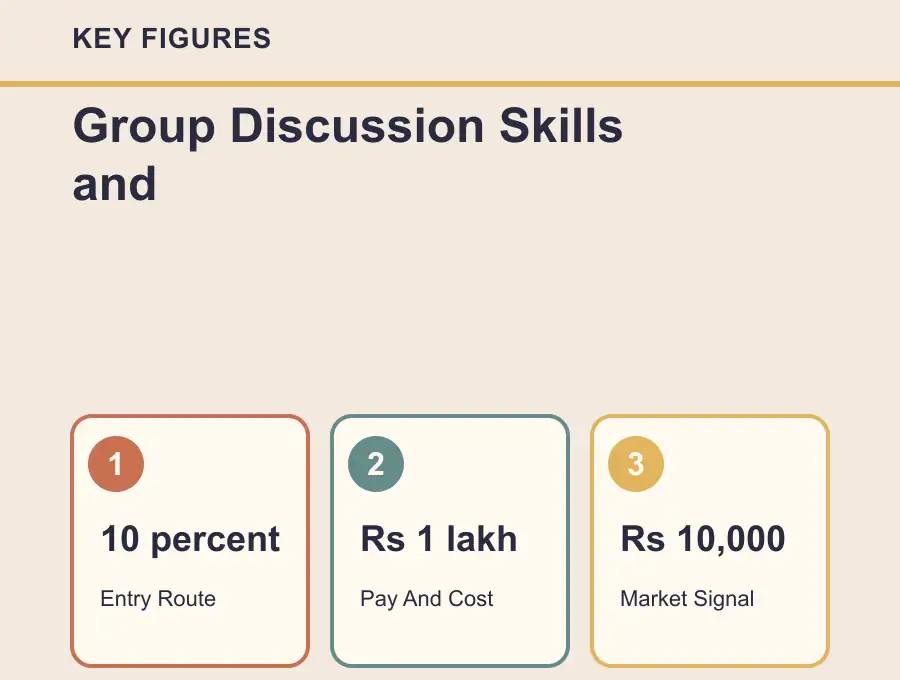 KEY FIGURES
Group Discussion Skills
and
1
10 percent
Entry Route
2
Rs 1 lakh
Pay And Cost
3
Rs 10,000
Market Signal